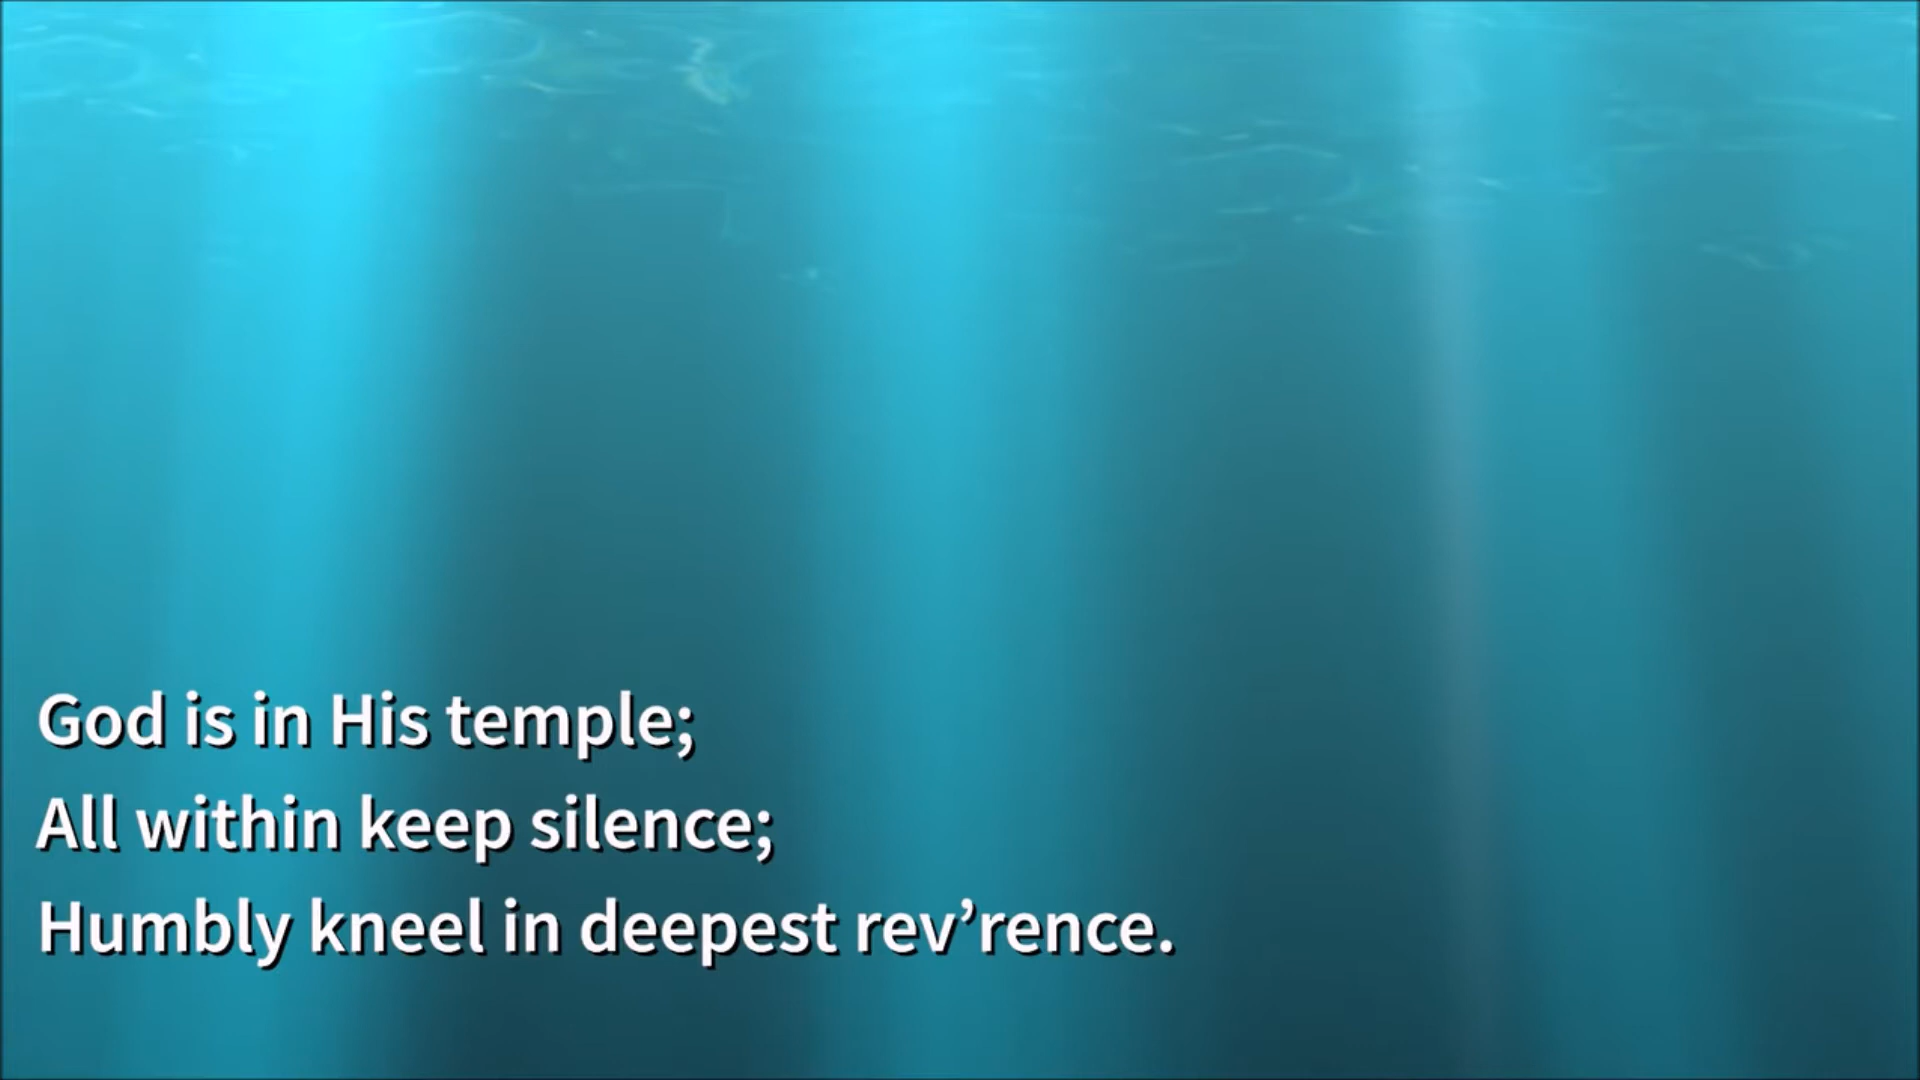 God is in His temple;
All within keep silence;
Humbly kneel in deepest rev’rence.